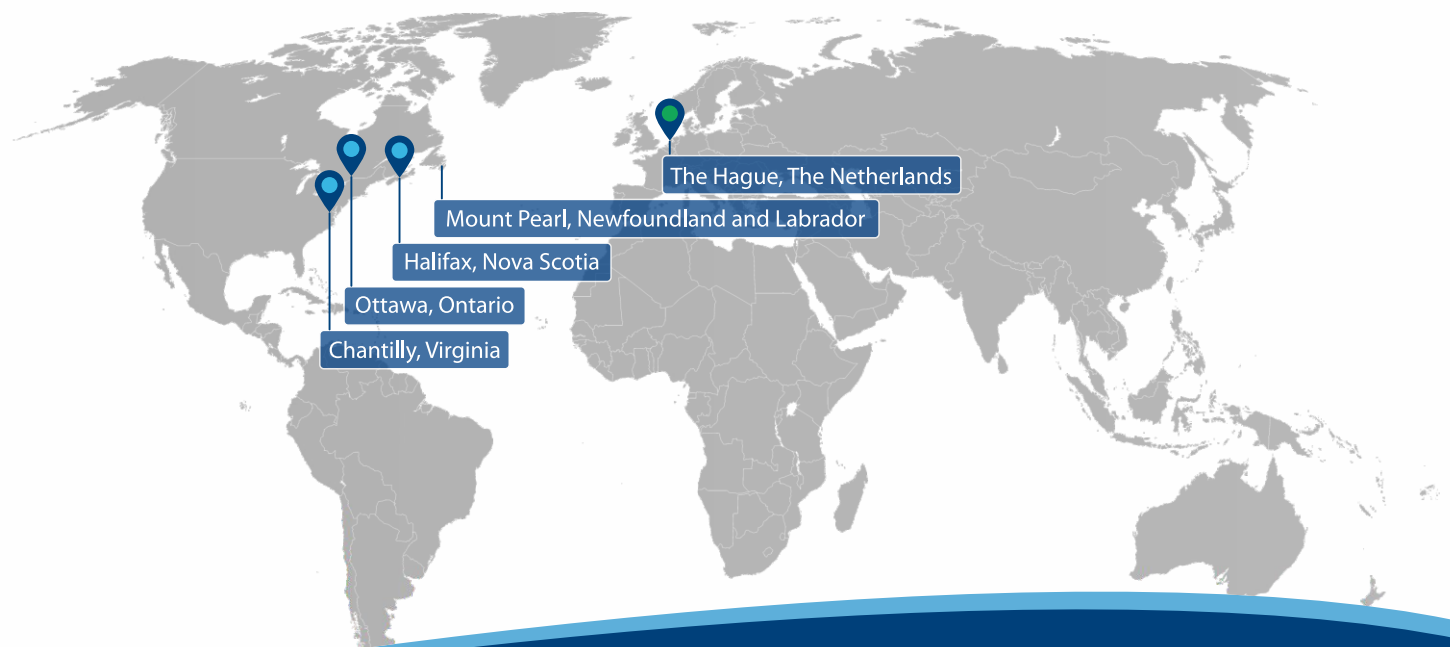 The Hague, The Netherlands
Mount Pearl, Newfoundland and Labrador
Halifax, Nova Scotia
Ottawa, Ontario
Chantilly, Virginia